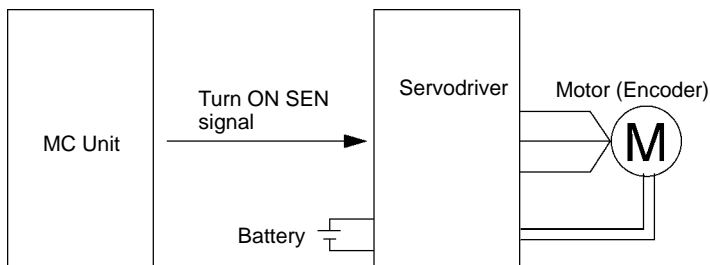 MC Unit
Turn ON SEN
signal
Servodriver
Battery
Motor (Encoder)
M